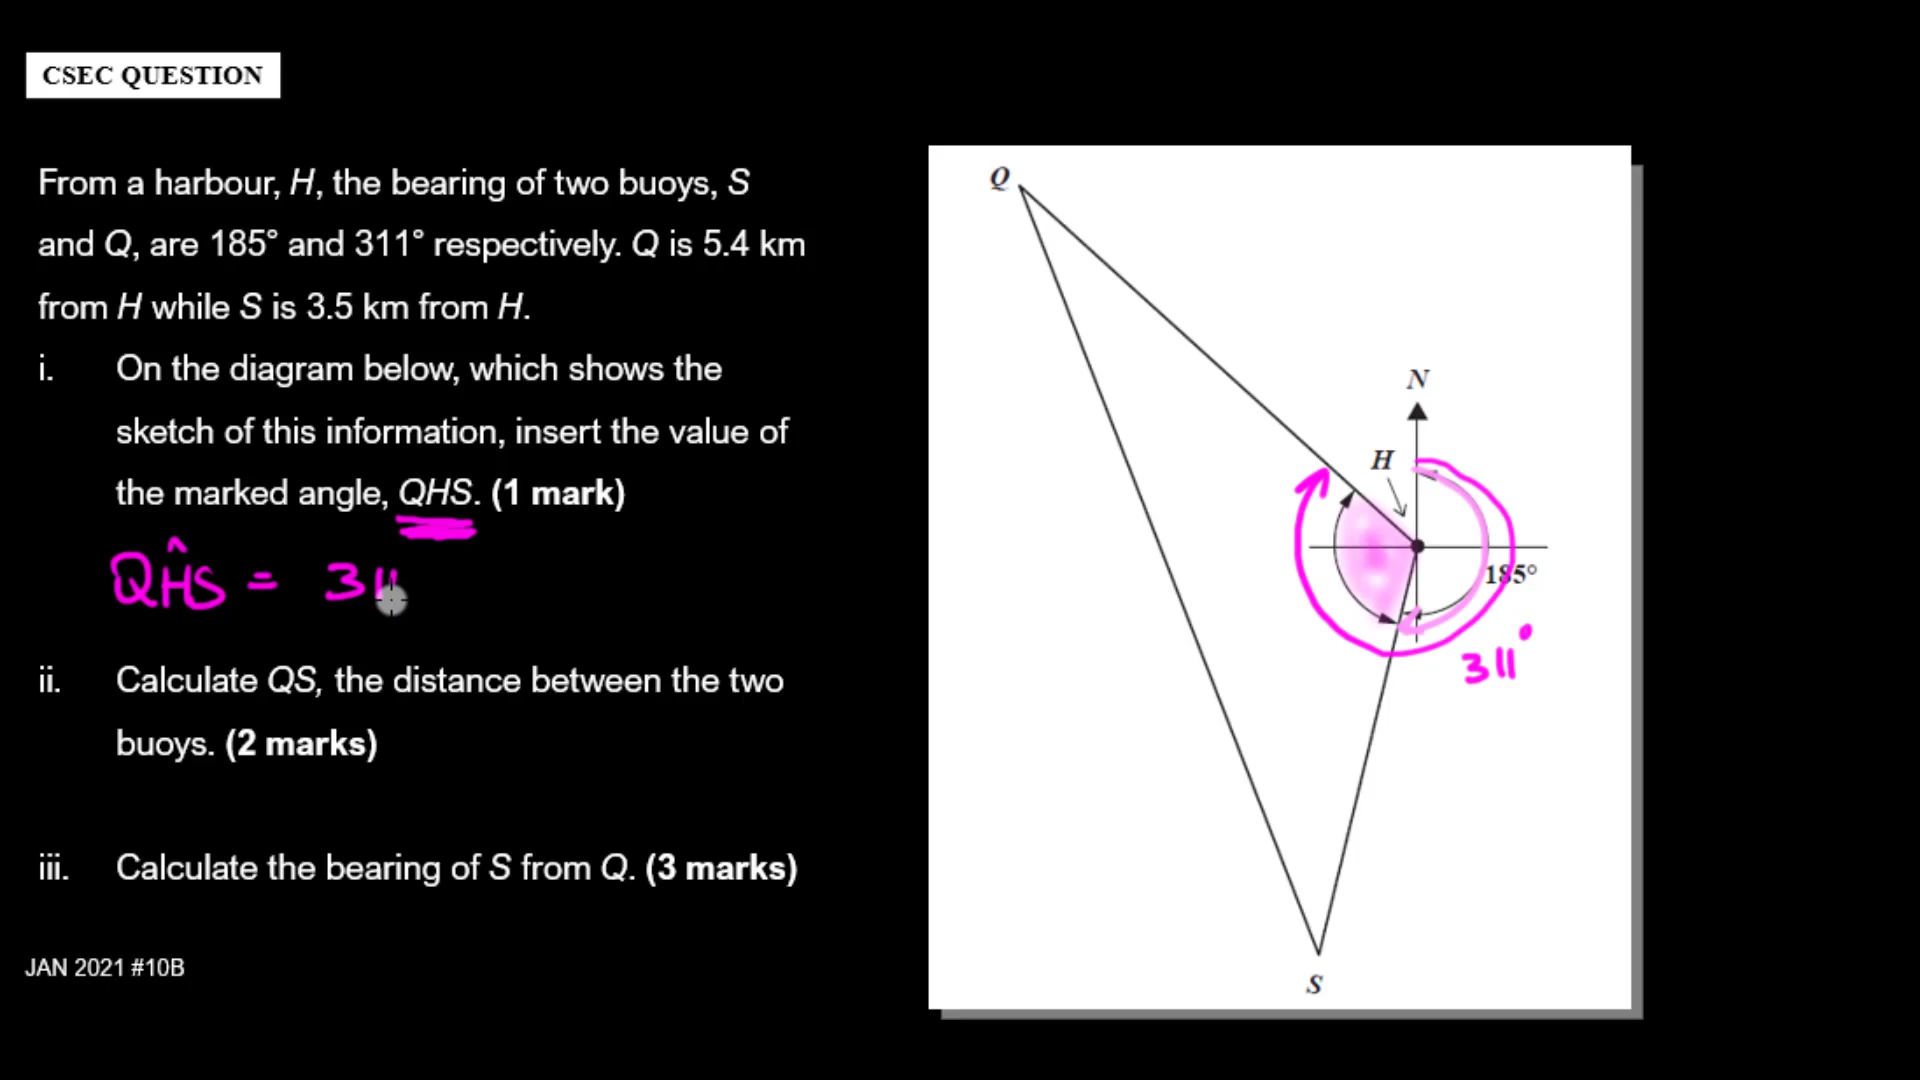 CSEC QUESTION
From a harbour, H, the bearing of two buoys, S
and Q, are 185° and 311° respectively. Q is 5.4 km
from H while S is 3.5 km from H.
i. On the diagram below, which shows the
sketch of this information, insert the value of
the marked angle, QHS. (1 mark)
QĤS = 311
ii. Calculate QS, the distance between the two
buoys. (2 marks)
iii. Calculate the bearing of S from Q. (3 marks)
JAN 2021 #10B
Q
N
H
185°
311°
S